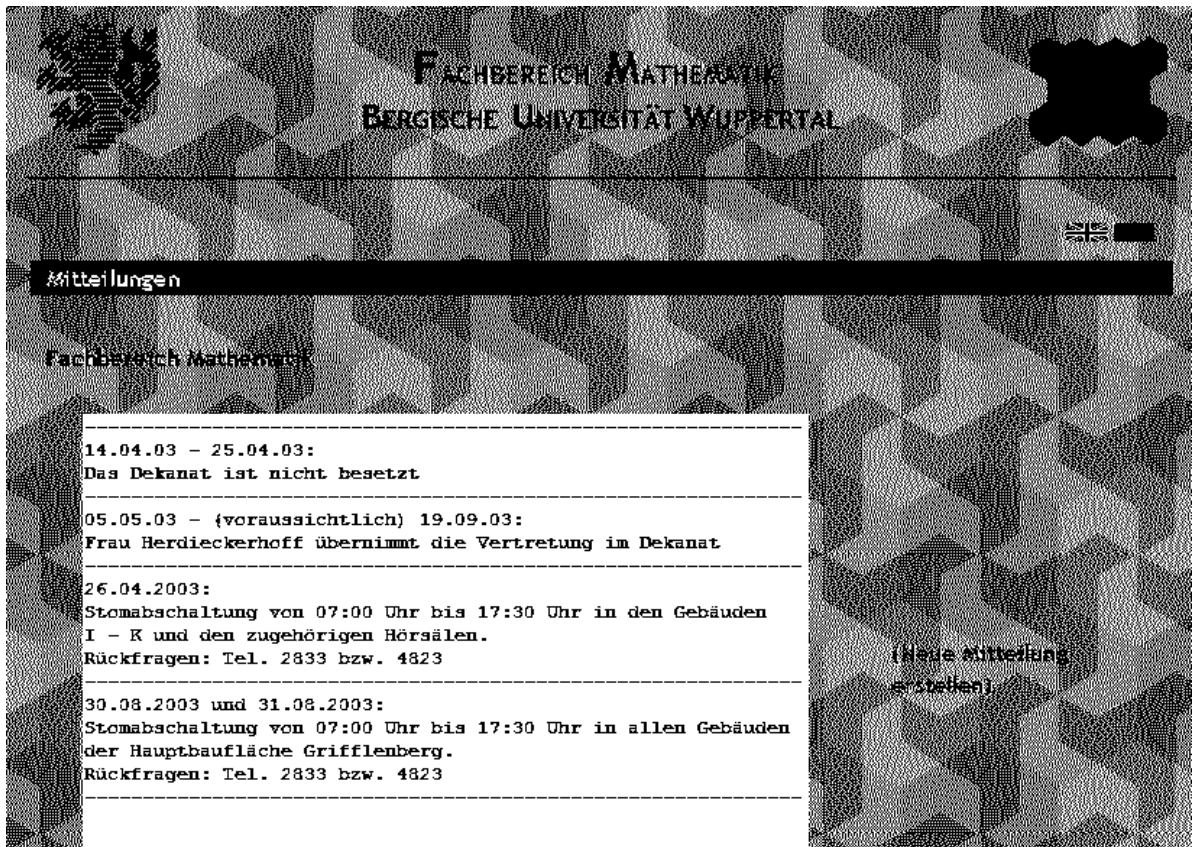 FACHBEREICH MATHEMATIK
BERGISCHE UNIVERSITÄT WUPPERTAL
Mitteilungen
Fachbereich Mathematik
14.04.03 - 25.04.03:
Das Dekanat ist nicht besetzt
05.05.03 - (voraussichtlich) 19.09.03:
Frau Herdieckerhoff übernimmt die Vertretung im Dekanat
26.04.2003:
Stomabschaltung von 07:00 Uhr bis 17:30 Uhr in den Gebäuden
I - K und den zugehörigen Hörsälen.
Rückfragen: Tel. 2833 bzw. 4823
30.08.2003 und 31.08.2003:
Stomabschaltung von 07:00 Uhr bis 17:30 Uhr in allen Gebäuden
der Hauptbaufläche Grifflenberg.
Rückfragen: Tel. 2833 bzw. 4823
(Neue Mitteilung
erstellen)